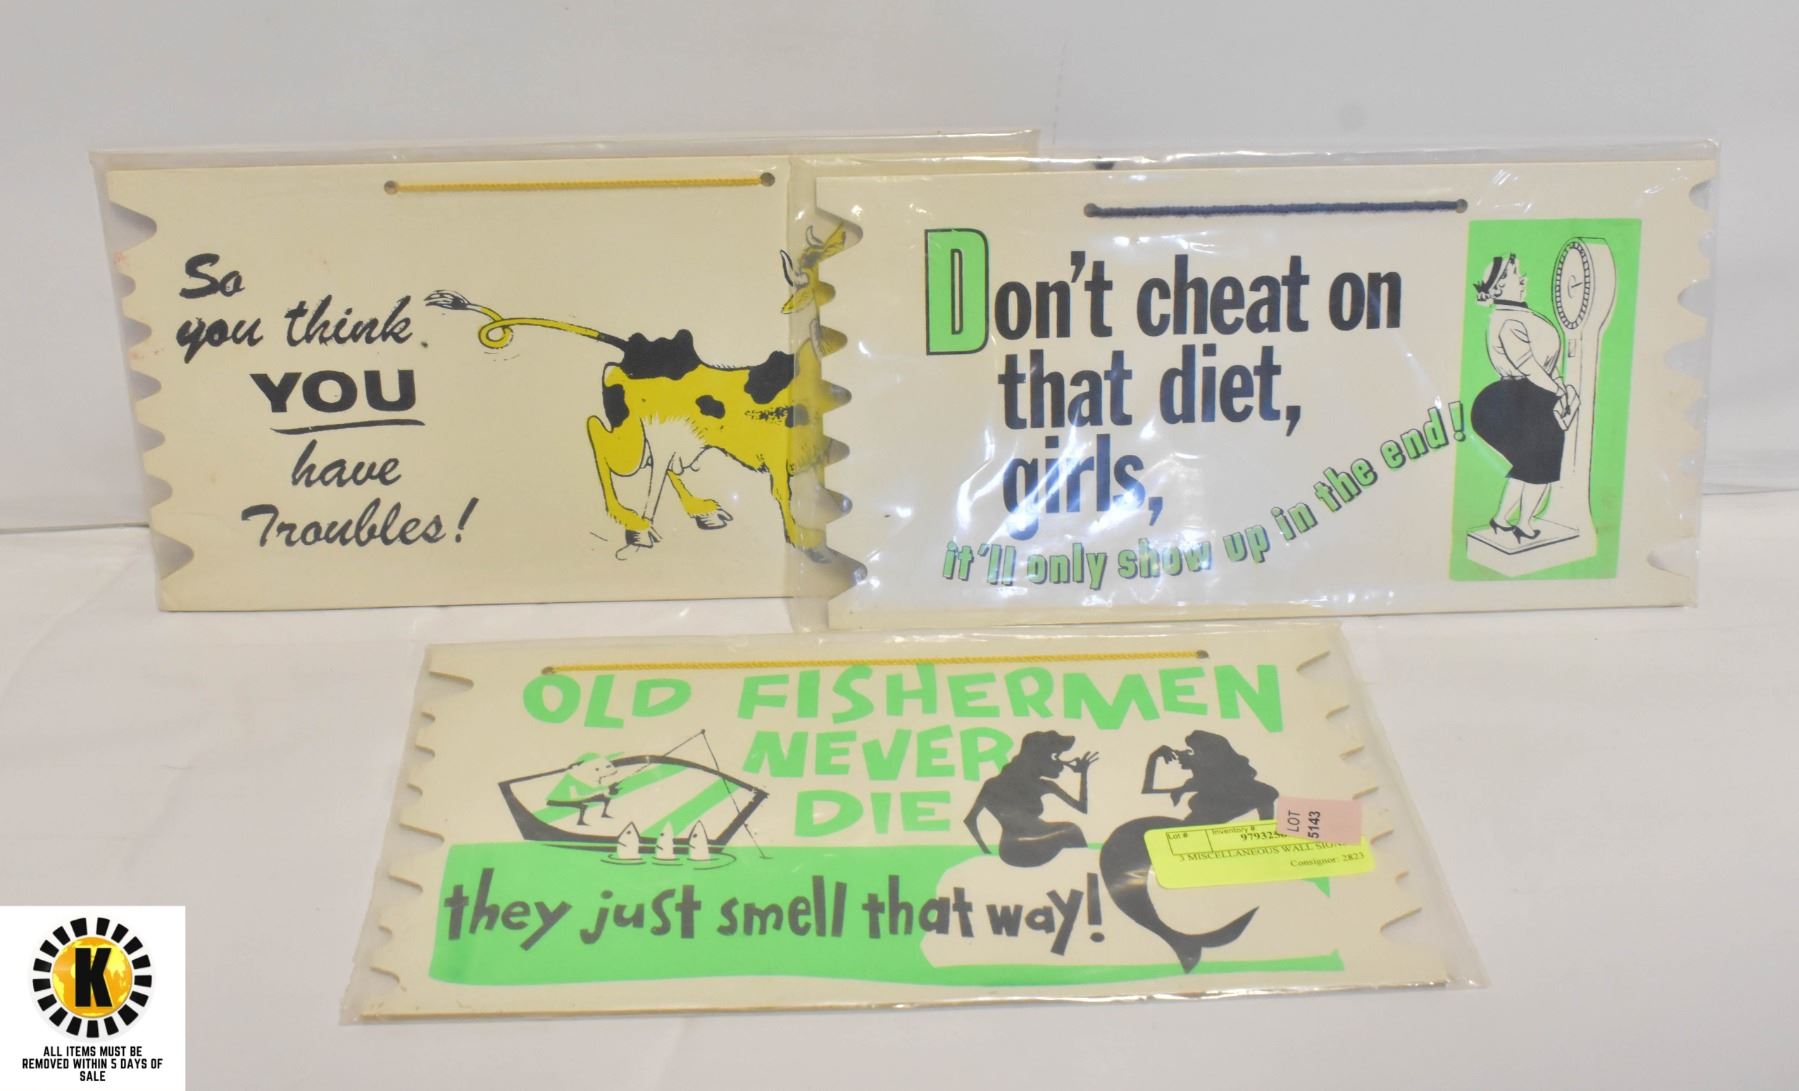 So
you think
YOU
have
Troubles!
Don't cheat on
that diet,
girls,
it'll only show up in the end!
OLD FISHERMEN
NEVER
DIE
they just smell that way!
Lot # Inventory #
3 MISCELLANEOUS WALL
Consignor: 2823
LOT
5143
K
ALL ITEMS MUST BE
REMOVED WITHIN 5 DAYS OF
SALE